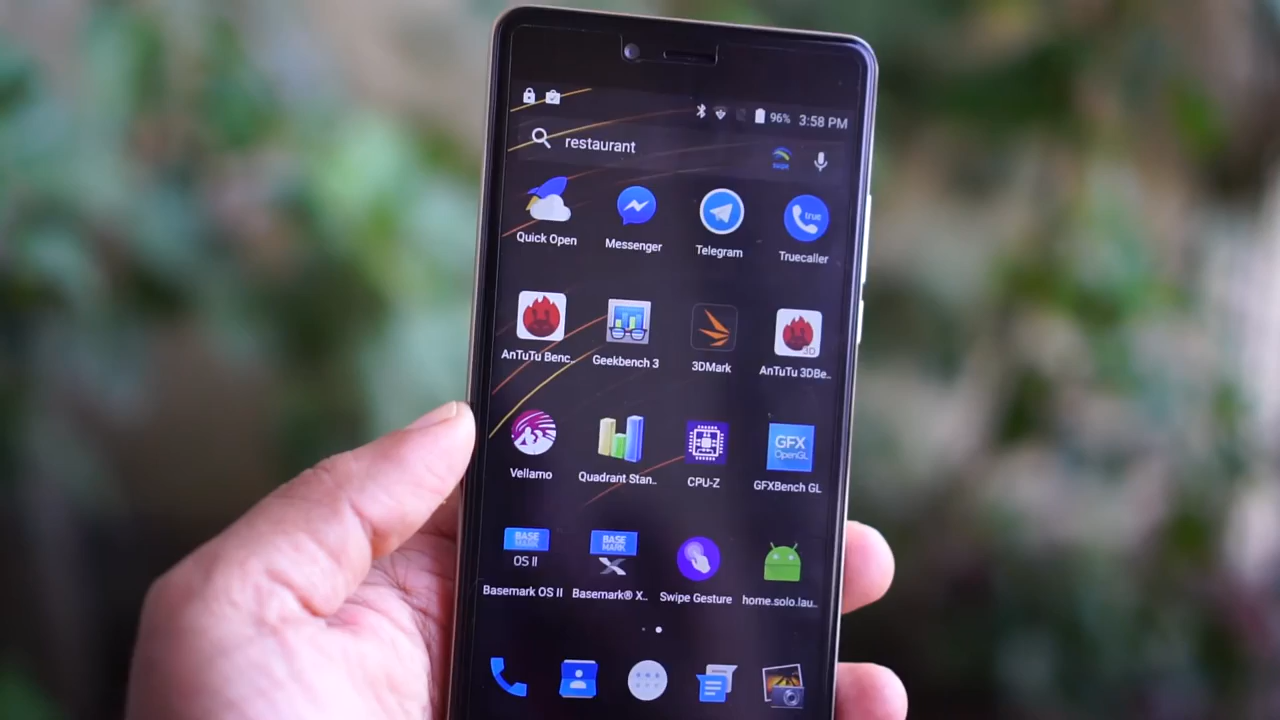 96% 3:58 PM
restaurant
true
Quick Open Messenger Telegram Truecaller
3D
AnTuTu Benc.. Geekbench 3 3DMark AnTuTu 3DBe..
GFX
OpenGL
Vellamo Quadrant Stan.. CPU-Z GFXBench GL
BASE MARK OS II
BASE MARK X
Basemark OS II Basemark® X.. Swipe Gesture home.solo.lau..